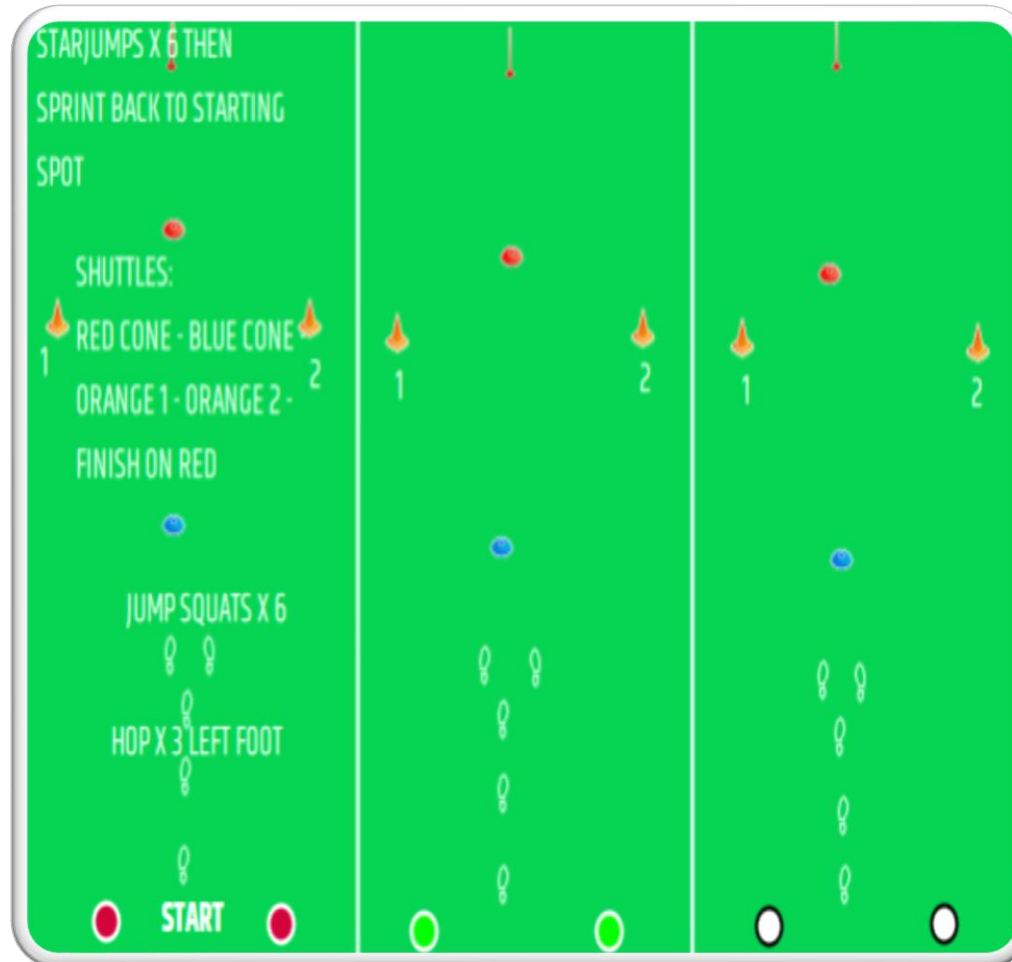 STARJUMPS X 6 THEN
SPRINT BACK TO STARTING
SPOT
SHUTTLES:
RED CONE - BLUE CONE -
1 2 1 2 1 2
ORANGE 1 - ORANGE 2 -
FINISH ON RED
JUMP SQUATS X 6
HOP X 3 LEFT FOOT
START